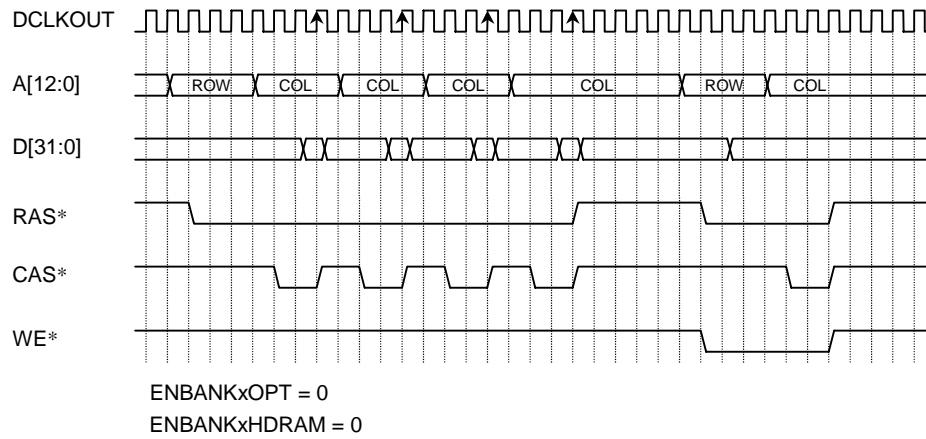 DCLKOUT
A[12:0] ROW COL COL COL COL ROW COL
D[31:0]
RAS*
CAS*
WE*
ENBANKxOPT = 0
ENBANKxHDRAM = 0